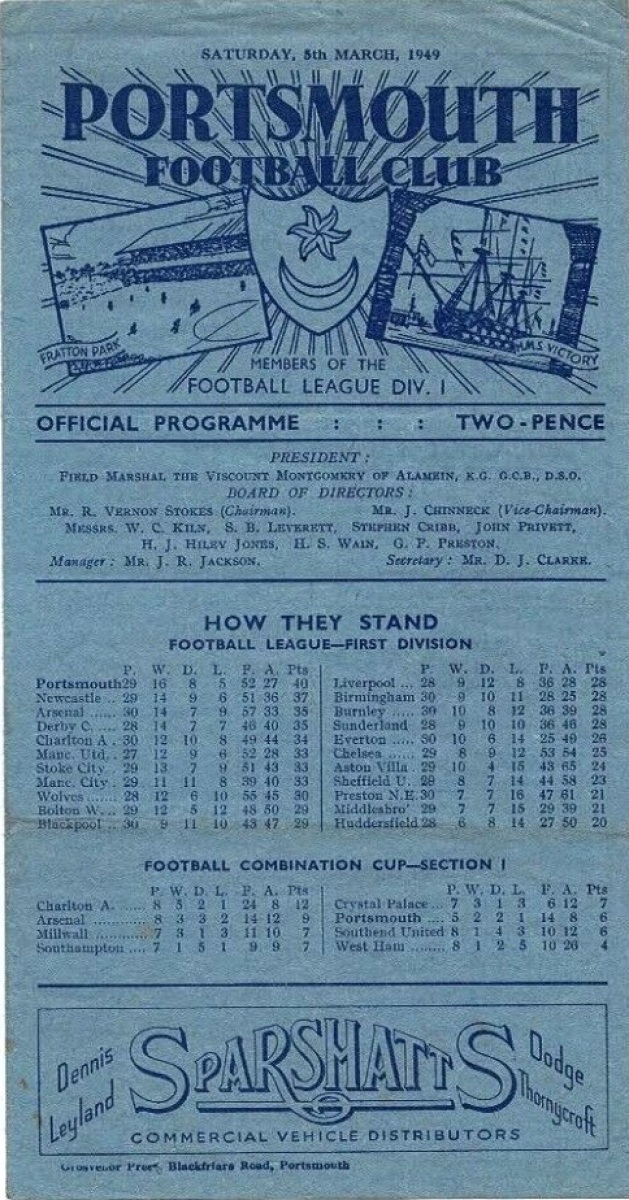 SATURDAY, 5th MARCH, 1949
PORTSMOUTH
FOOTBALL CLUB
FRATTON PARK
H.M.S. VICTORY
MEMBERS OF THE
FOOTBALL LEAGUE DIV. I
OFFICIAL PROGRAMME : : : TWO-PENCE
PRESIDENT :
FIELD MARSHAL THE VISCOUNT MONTGOMERY OF ALAMEIN, K.G. G.C.B., D.S.O.
BOARD OF DIRECTORS :
MR. R. VERNON STOKES (Chairman). MR. J. CHINNECK (Vice-Chairman).
MESSRS. W. C. KILN, S. B. LEVERETT, STEPHEN CRIBB, JOHN PRIVETT,
H. J. HILEY JONES, H. S. WAIN, G. P. PRESTON.
Manager : MR. J. R. JACKSON. Secretary : MR. D. J. CLARKE.
HOW THEY STAND
FOOTBALL LEAGUE—FIRST DIVISION
P. W. D. L. F. A. Pts
Portsmouth 29 16 8 5 52 27 40
Newcastle .. 29 14 9 6 51 36 37
Arsenal ...... 30 14 7 9 57 33 35
Derby C. ..... 28 14 7 7 46 40 35
Charlton A . 30 12 10 8 49 44 34
Manc. Utd. . 27 12 9 6 52 28 33
Stoke City . 29 13 7 9 51 43 33
Manc. City . 29 11 11 8 39 40 33
Wolves ....... 28 12 6 10 55 45 30
Bolton W. .. 29 12 5 12 48 50 29
Blackpool .. 30 9 11 10 43 47 29
P. W. D. L. F. A. Pts
Liverpool ... 28 9 12 8 36 28 28
Birmingham 30 9 10 11 28 25 28
Burnley ..... 30 10 8 12 36 39 28
Sunderland 28 9 10 10 36 46 28
Everton ..... 30 10 6 14 25 49 26
Chelsea ...... 29 8 9 12 53 54 25
Aston Villa . 29 10 4 15 43 65 24
Sheffield U. 29 8 7 14 44 58 23
Preston N.E. 30 7 7 16 47 61 21
Middlesbro' 29 7 7 15 29 39 21
Huddersfield 28 6 8 14 27 50 20
FOOTBALL COMBINATION CUP—SECTION I
P. W. D. L. F. A. Pts
Charlton A. ...... 8 5 2 1 24 8 12
Arsenal ............ 8 3 3 2 14 12 9
Millwall ............ 7 3 1 3 11 10 7
Southampton .... 7 1 5 1 9 9 7
P. W. D. L. F. A. Pts
Crystal Palace ... 7 3 1 3 6 12 7
Portsmouth .... 5 2 2 1 14 8 6
Southend United 8 1 4 3 10 12 6
West Ham ........ 8 1 2 5 10 26 4
Dennis
Leyland
SPARSHATTS
Dodge
Thornycroft
COMMERCIAL VEHICLE DISTRIBUTORS
Grosvenor Press, Blackfriars Road, Portsmouth